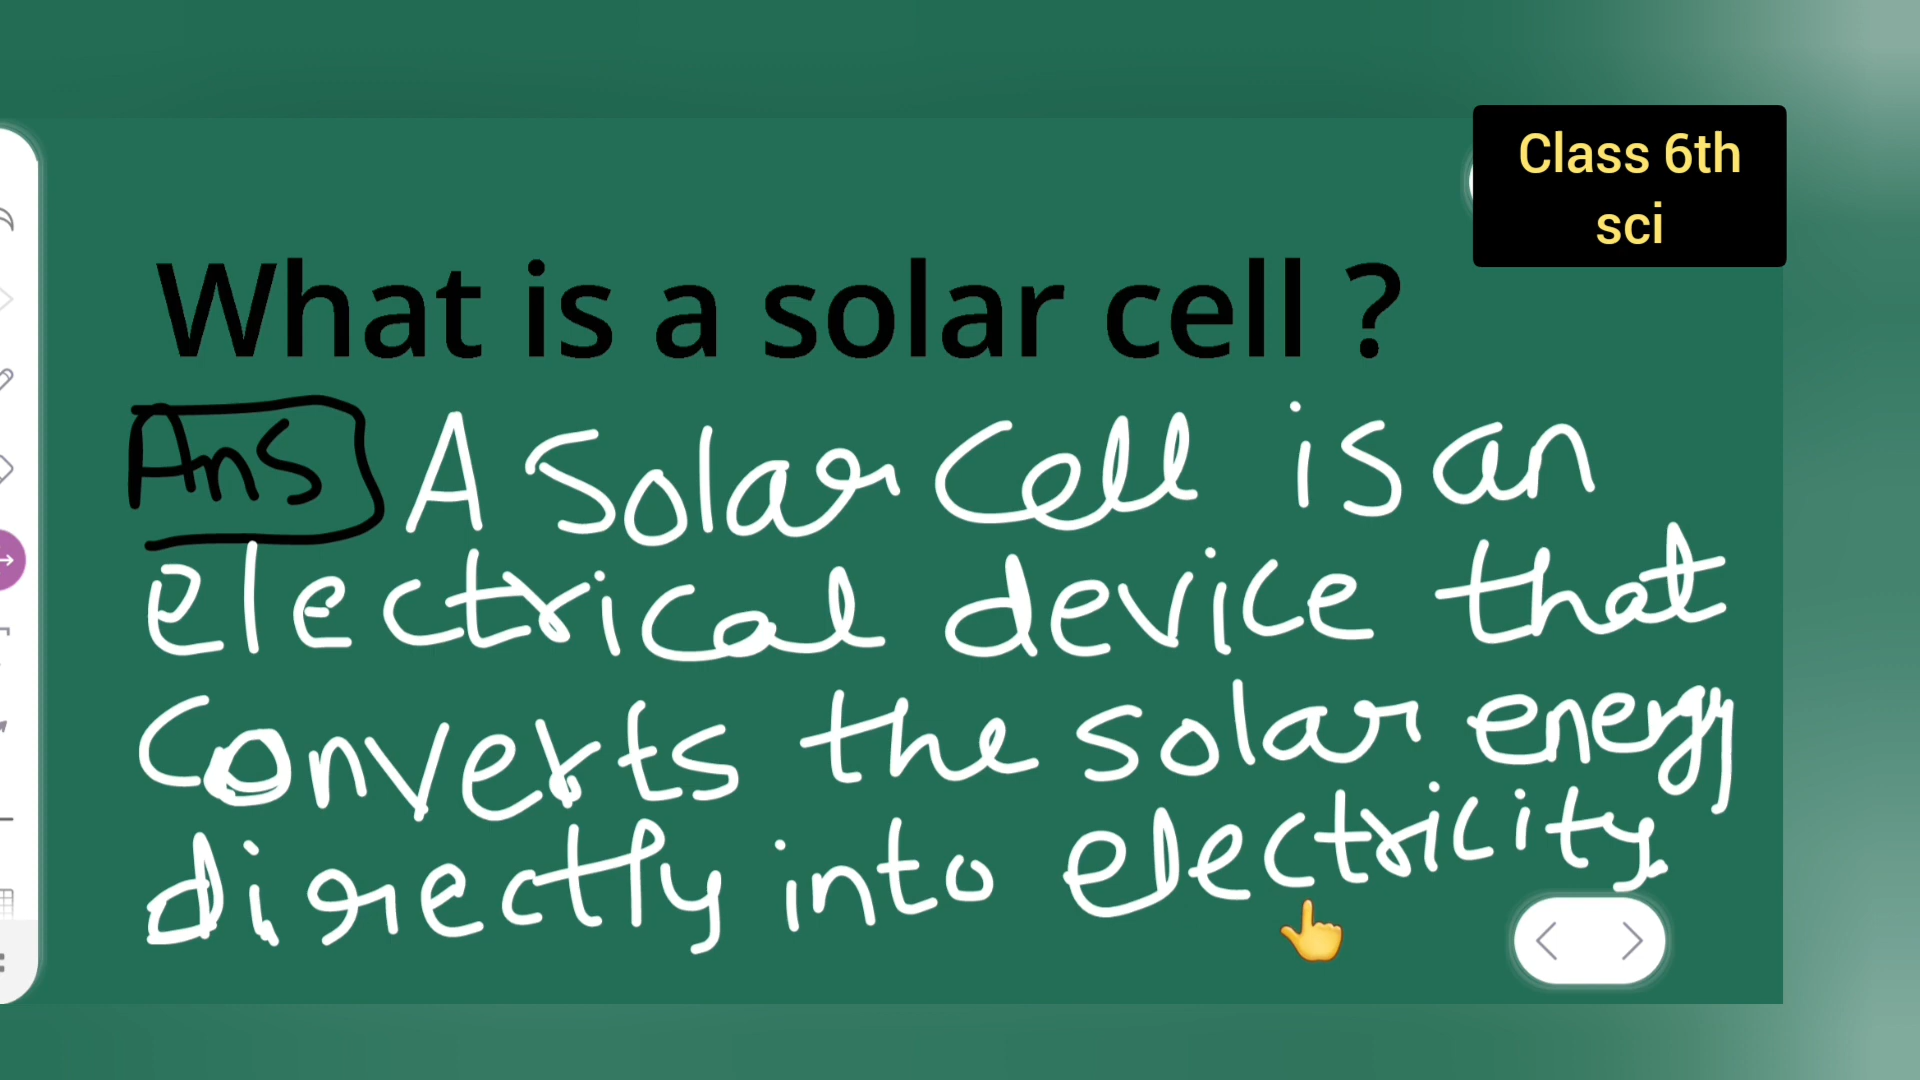 Class 6th
sci
What is a solar cell ?
Ans A Solar Cell is an
electrical device that
Converts the solar energy
directly into electricity.